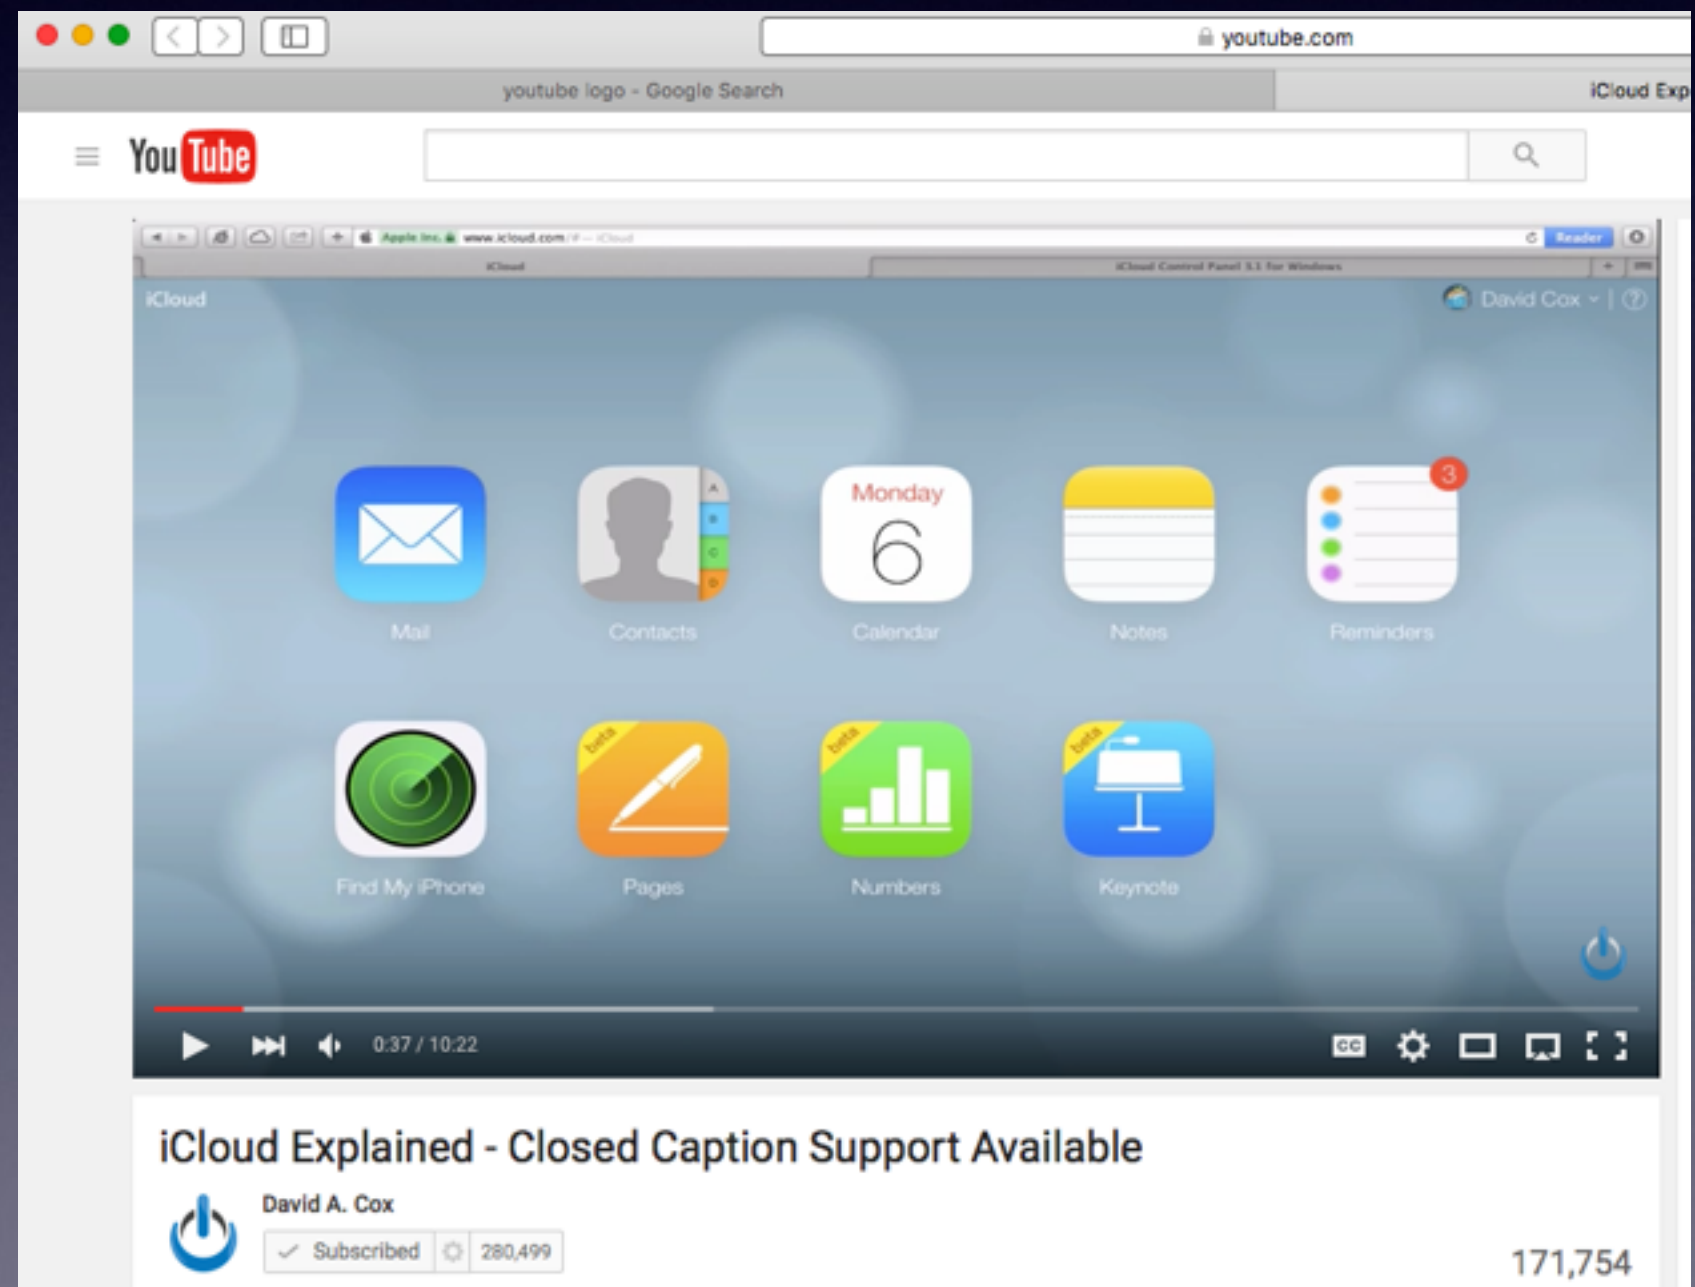 youtube.com
youtube logo - Google Search
iCloud Exp
YouTube
Apple Inc. www.icloud.com/# — iCloud
Reader
iCloud
iCloud Control Panel 3.1 for Windows
iCloud
David Cox
Monday
6
3
A
B
C
D
Mail
Contacts
Calendar
Notes
Reminders
beta
beta
beta
Find My iPhone
Pages
Numbers
Keynote
0:37 / 10:22
CC
iCloud Explained - Closed Caption Support Available
David A. Cox
Subscribed
280,499
171,754